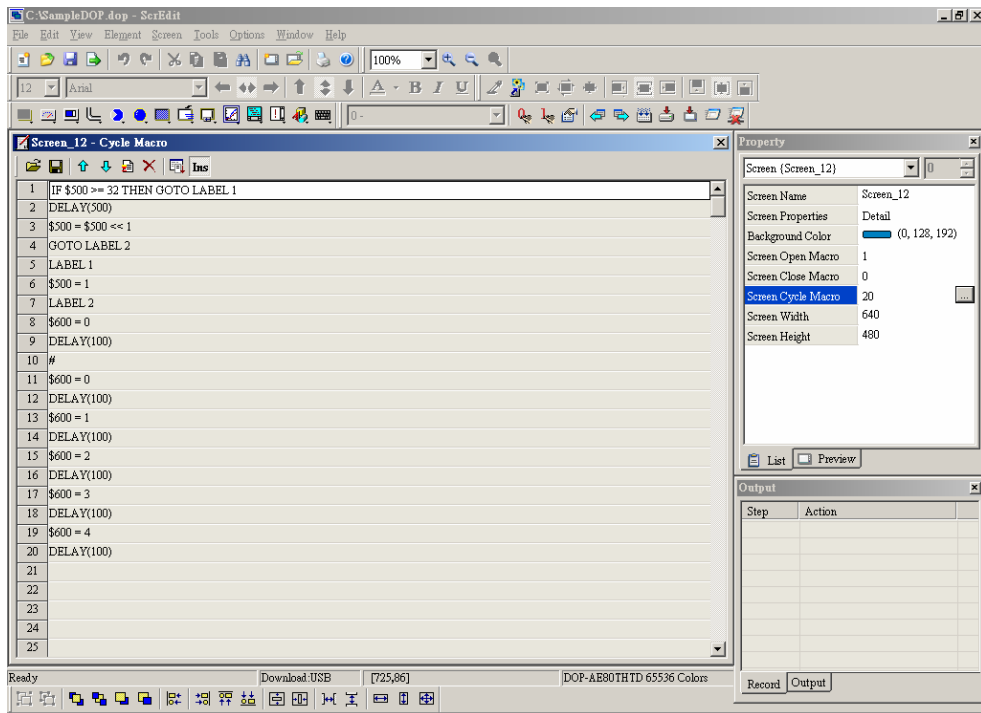 C:\SampleDOP.dop - ScrEdit
File Edit View Element Screen Tools Options Window Help
100%
12 Arial A B I U
0 -
Screen_12 - Cycle Macro
Ins
1 IF $500 >= 32 THEN GOTO LABEL 1
2 DELAY(500)
3 $500 = $500 << 1
4 GOTO LABEL 2
5 LABEL 1
6 $500 = 1
7 LABEL 2
8 $600 = 0
9 DELAY(100)
10 #
11 $600 = 0
12 DELAY(100)
13 $600 = 1
14 DELAY(100)
15 $600 = 2
16 DELAY(100)
17 $600 = 3
18 DELAY(100)
19 $600 = 4
20 DELAY(100)
21
22
23
24
25
Property
Screen {Screen_12} 0
Screen Name Screen_12
Screen Properties Detail
Background Color (0, 128, 192)
Screen Open Macro 1
Screen Close Macro 0
Screen Cycle Macro 20 ...
Screen Width 640
Screen Height 480
List Preview
Output
Step Action
Record Output
Ready Download:USB [725,86] DOP-AE80THTD 65536 Colors